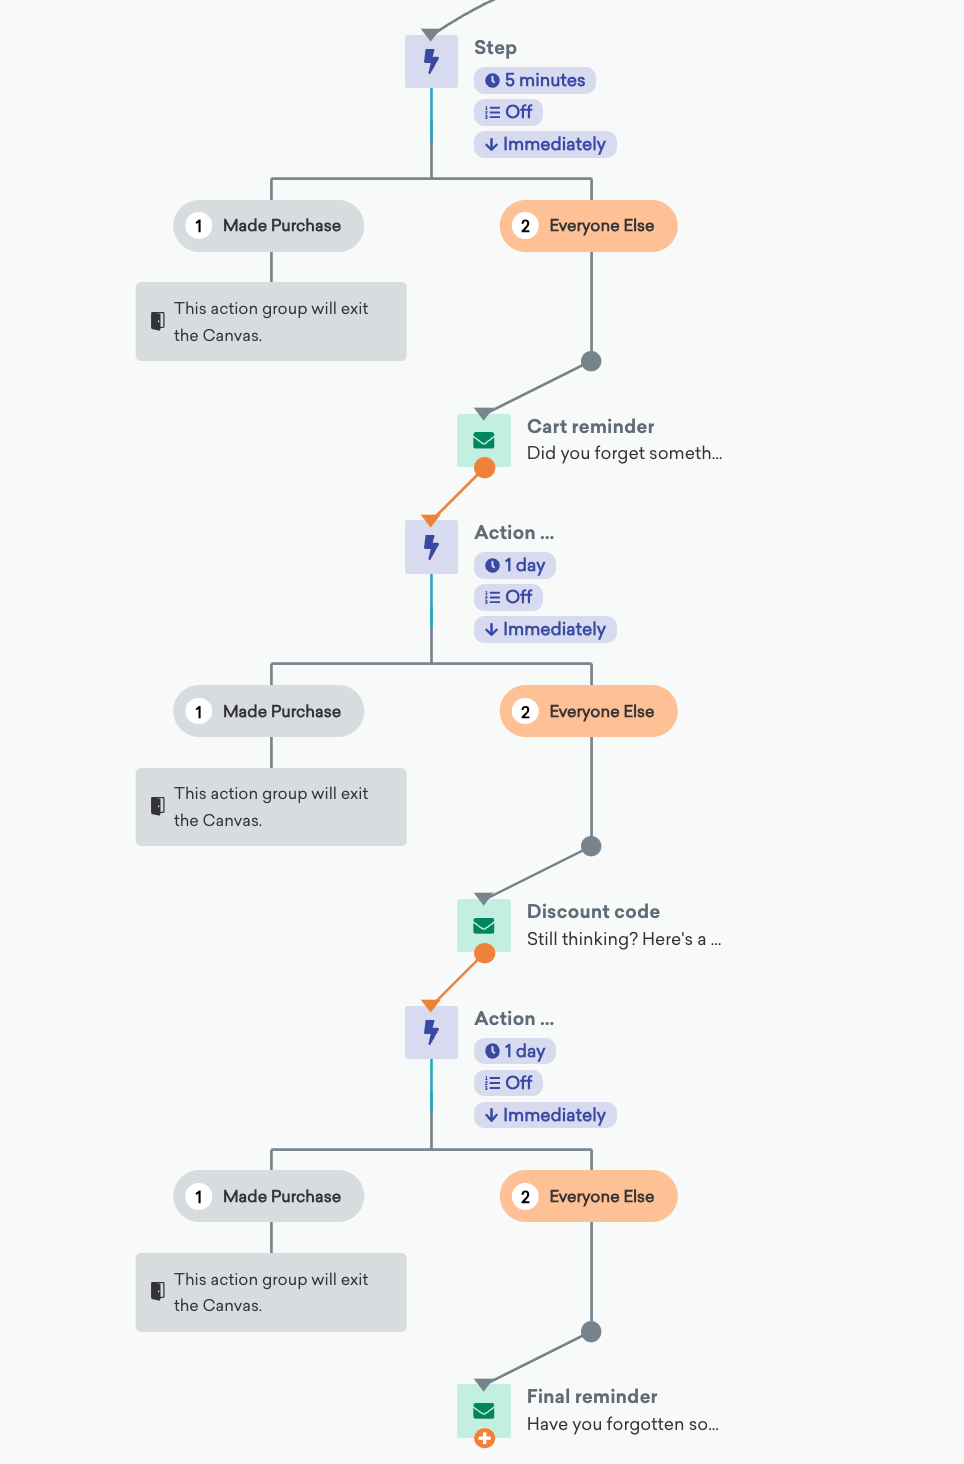 Step
5 minutes
Off
Immediately
1 Made Purchase
2 Everyone Else
This action group will exit
the Canvas.
Cart reminder
Did you forget someth...
Action ...
1 day
Off
Immediately
1 Made Purchase
2 Everyone Else
This action group will exit
the Canvas.
Discount code
Still thinking? Here's a ...
Action ...
1 day
Off
Immediately
1 Made Purchase
2 Everyone Else
This action group will exit
the Canvas.
Final reminder
Have you forgotten so...